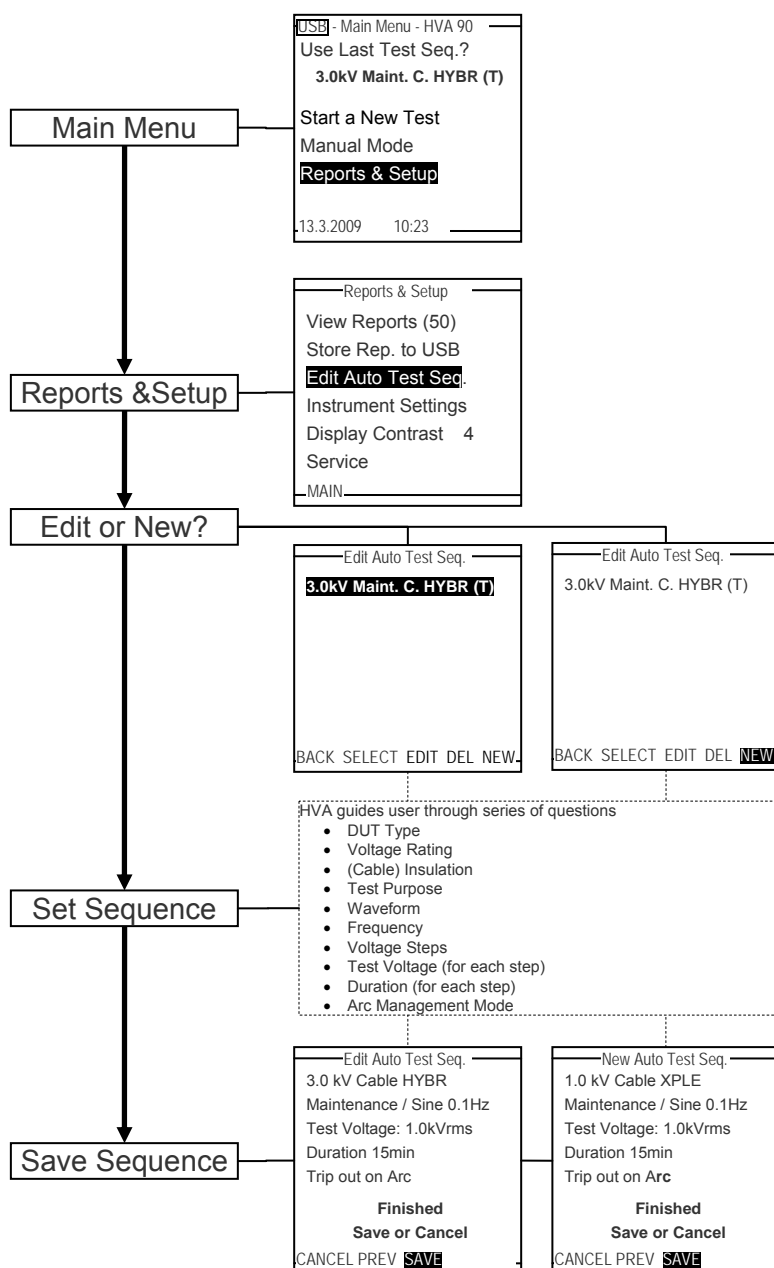 USB - Main Menu - HVA 90
Use Last Test Seq.?
3.0kV Maint. C. HYBR (T)
Start a New Test
Manual Mode
Reports & Setup
13.3.2009 10:23
Main Menu
Reports & Setup
View Reports (50)
Store Rep. to USB
Edit Auto Test Seq.
Instrument Settings
Display Contrast 4
Service
MAIN
Reports &Setup
Edit or New?
Edit Auto Test Seq.
3.0kV Maint. C. HYBR (T)
BACK SELECT EDIT DEL NEW
Edit Auto Test Seq.
3.0kV Maint. C. HYBR (T)
BACK SELECT EDIT DEL NEW
HVA guides user through series of questions
• DUT Type
• Voltage Rating
• (Cable) Insulation
• Test Purpose
• Waveform
• Frequency
• Voltage Steps
• Test Voltage (for each step)
• Duration (for each step)
• Arc Management Mode
Set Sequence
Edit Auto Test Seq.
3.0 kV Cable HYBR
Maintenance / Sine 0.1Hz
Test Voltage: 1.0kVrms
Duration 15min
Trip out on Arc
Finished
Save or Cancel
CANCEL PREV SAVE
New Auto Test Seq.
1.0 kV Cable XPLE
Maintenance / Sine 0.1Hz
Test Voltage: 1.0kVrms
Duration 15min
Trip out on Arc
Finished
Save or Cancel
CANCEL PREV SAVE
Save Sequence